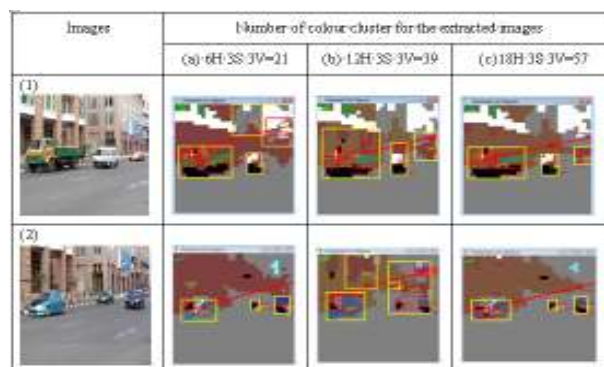 Images
Number of colour cluster for the extracted images
(a) 6H 3S 3V=21
(b) 12H 3S 3V=39
(c) 18H 3S 3V=57
(1)
(2)